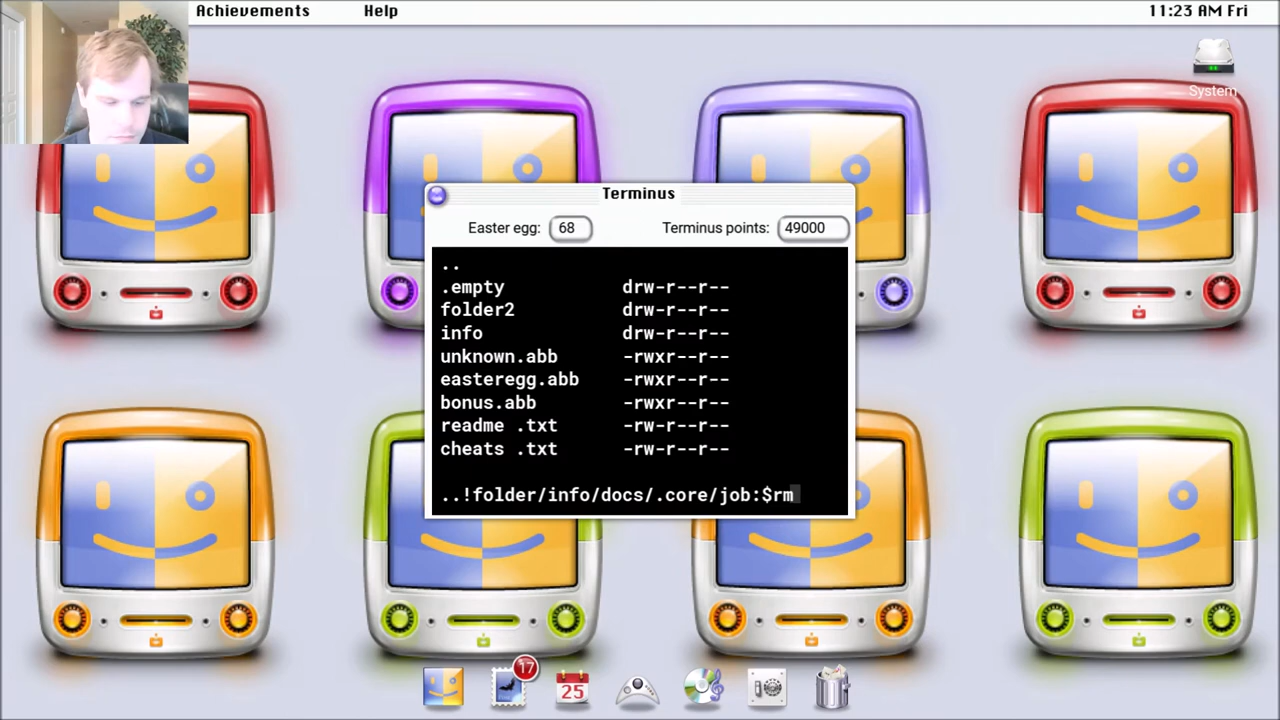 Achievements Help 11:23 AM Fri
System
Terminus
Easter egg: 68 Terminus points: 49000
..
.empty drw-r--r--
folder2 drw-r--r--
info drw-r--r--
unknown.abb -rwxr--r--
easteregg.abb -rwxr--r--
bonus.abb -rwxr--r--
readme .txt -rw-r--r--
cheats .txt -rw-r--r--
..!folder/info/docs/.core/job:$rm
17
25